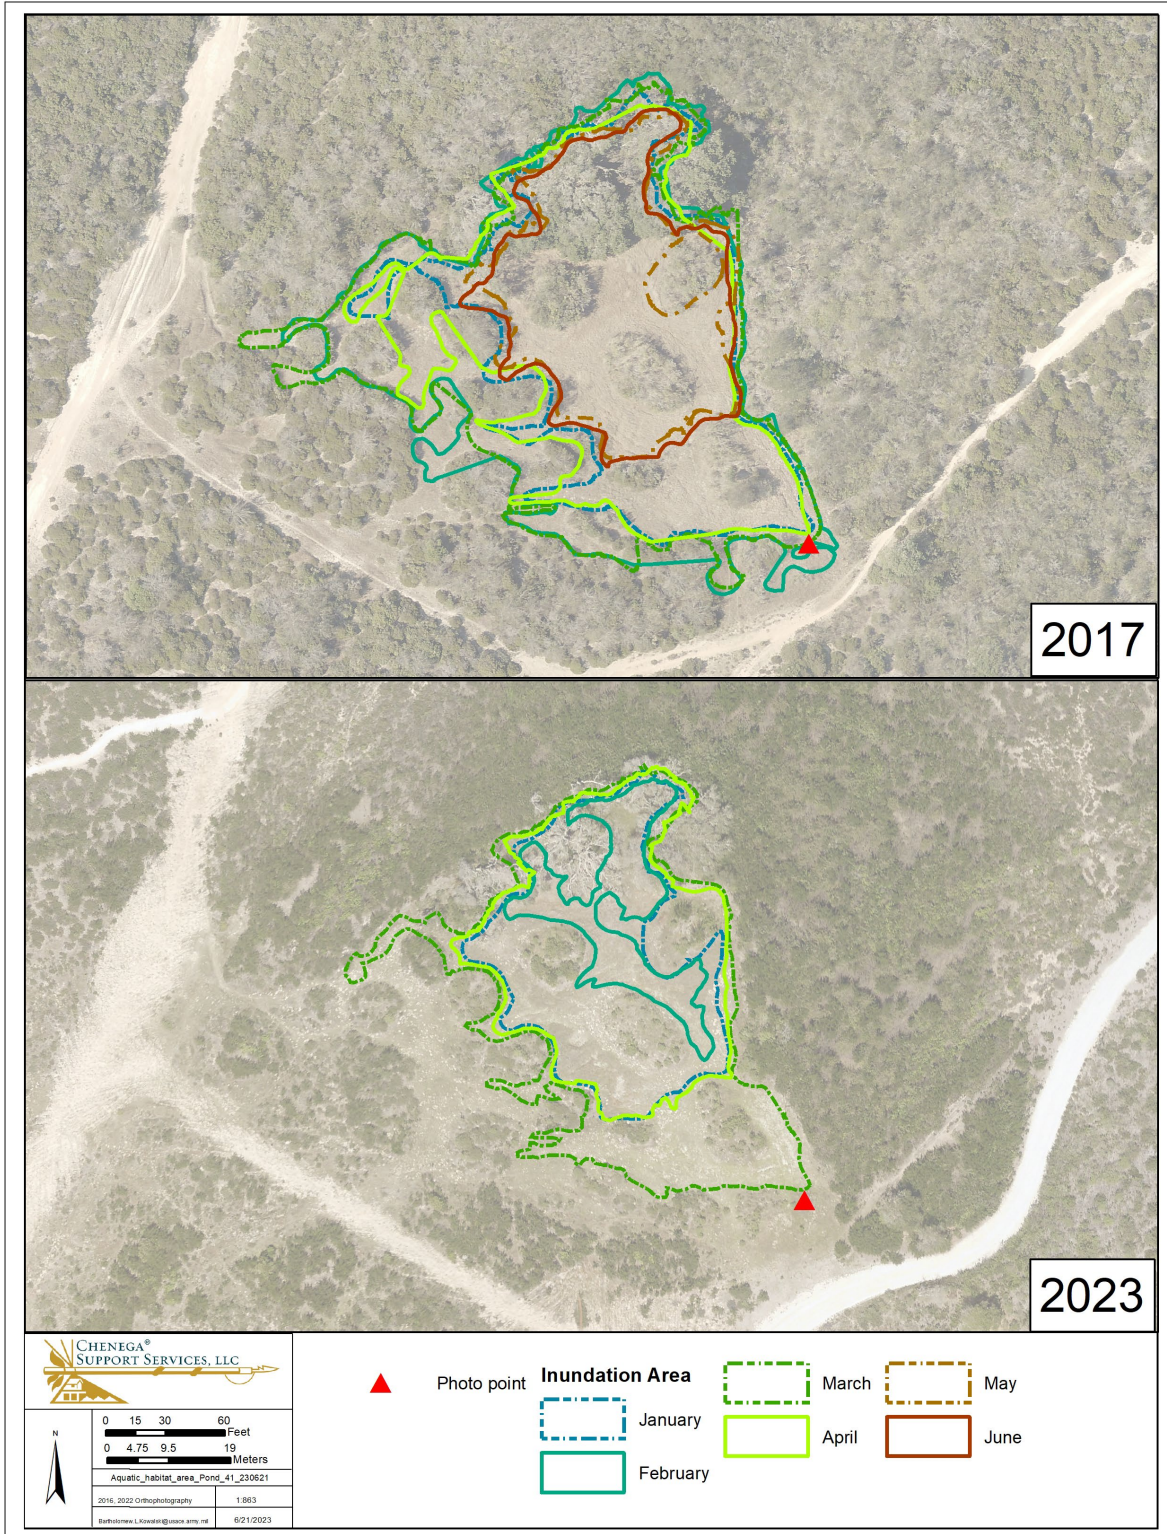 2017
2023
CHENEGA®
SUPPORT SERVICES, LLC
N
0 15 30 60
Feet
0 4.75 9.5 19
Meters
Aquatic_habitat_area_Pond_41_230621
2016, 2022 Orthophotography
1:863
Bartholomew.L.Kowalski@usace.army.mil
6/21/2023
Photo point
Inundation Area
January
February
March
April
May
June